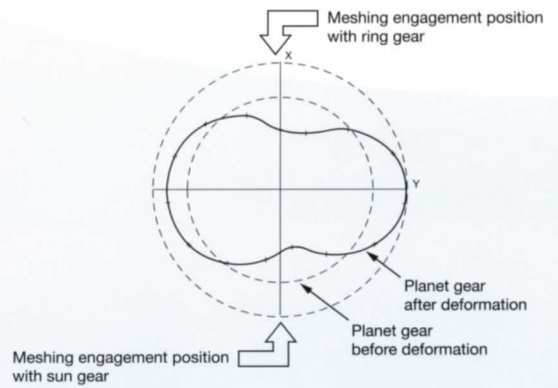 Meshing engagement position
with ring gear
X
Y
Planet gear
after deformation
Planet gear
before deformation
Meshing engagement position
with sun gear